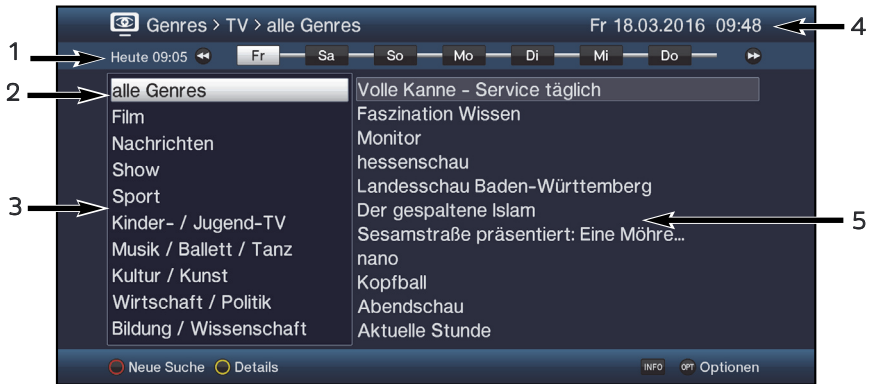 Genres > TV > alle Genres Fr 18.03.2016 09:48
4
1
Heute 09:05 Fr Sa So Mo Di Mi Do
2
alle Genres
Film
Nachrichten
Show
Sport
3
Kinder- / Jugend-TV
Musik / Ballett / Tanz
Kultur / Kunst
Wirtschaft / Politik
Bildung / Wissenschaft
Volle Kanne - Service täglich
Faszination Wissen
Monitor
hessenschau
Landesschau Baden-Württemberg
Der gespaltene Islam
5
Sesamstraße präsentiert: Eine Möhre...
nano
Kopfball
Abendschau
Aktuelle Stunde
Neue Suche Details INFO OPT Optionen